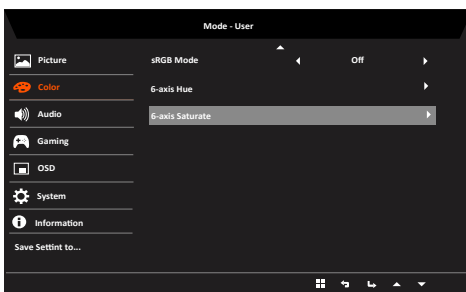 Mode - User
Picture
sRGB Mode
Off
Color
6-axis Hue
Audio
6-axis Saturate
Gaming
OSD
System
Information
Save Settint to...